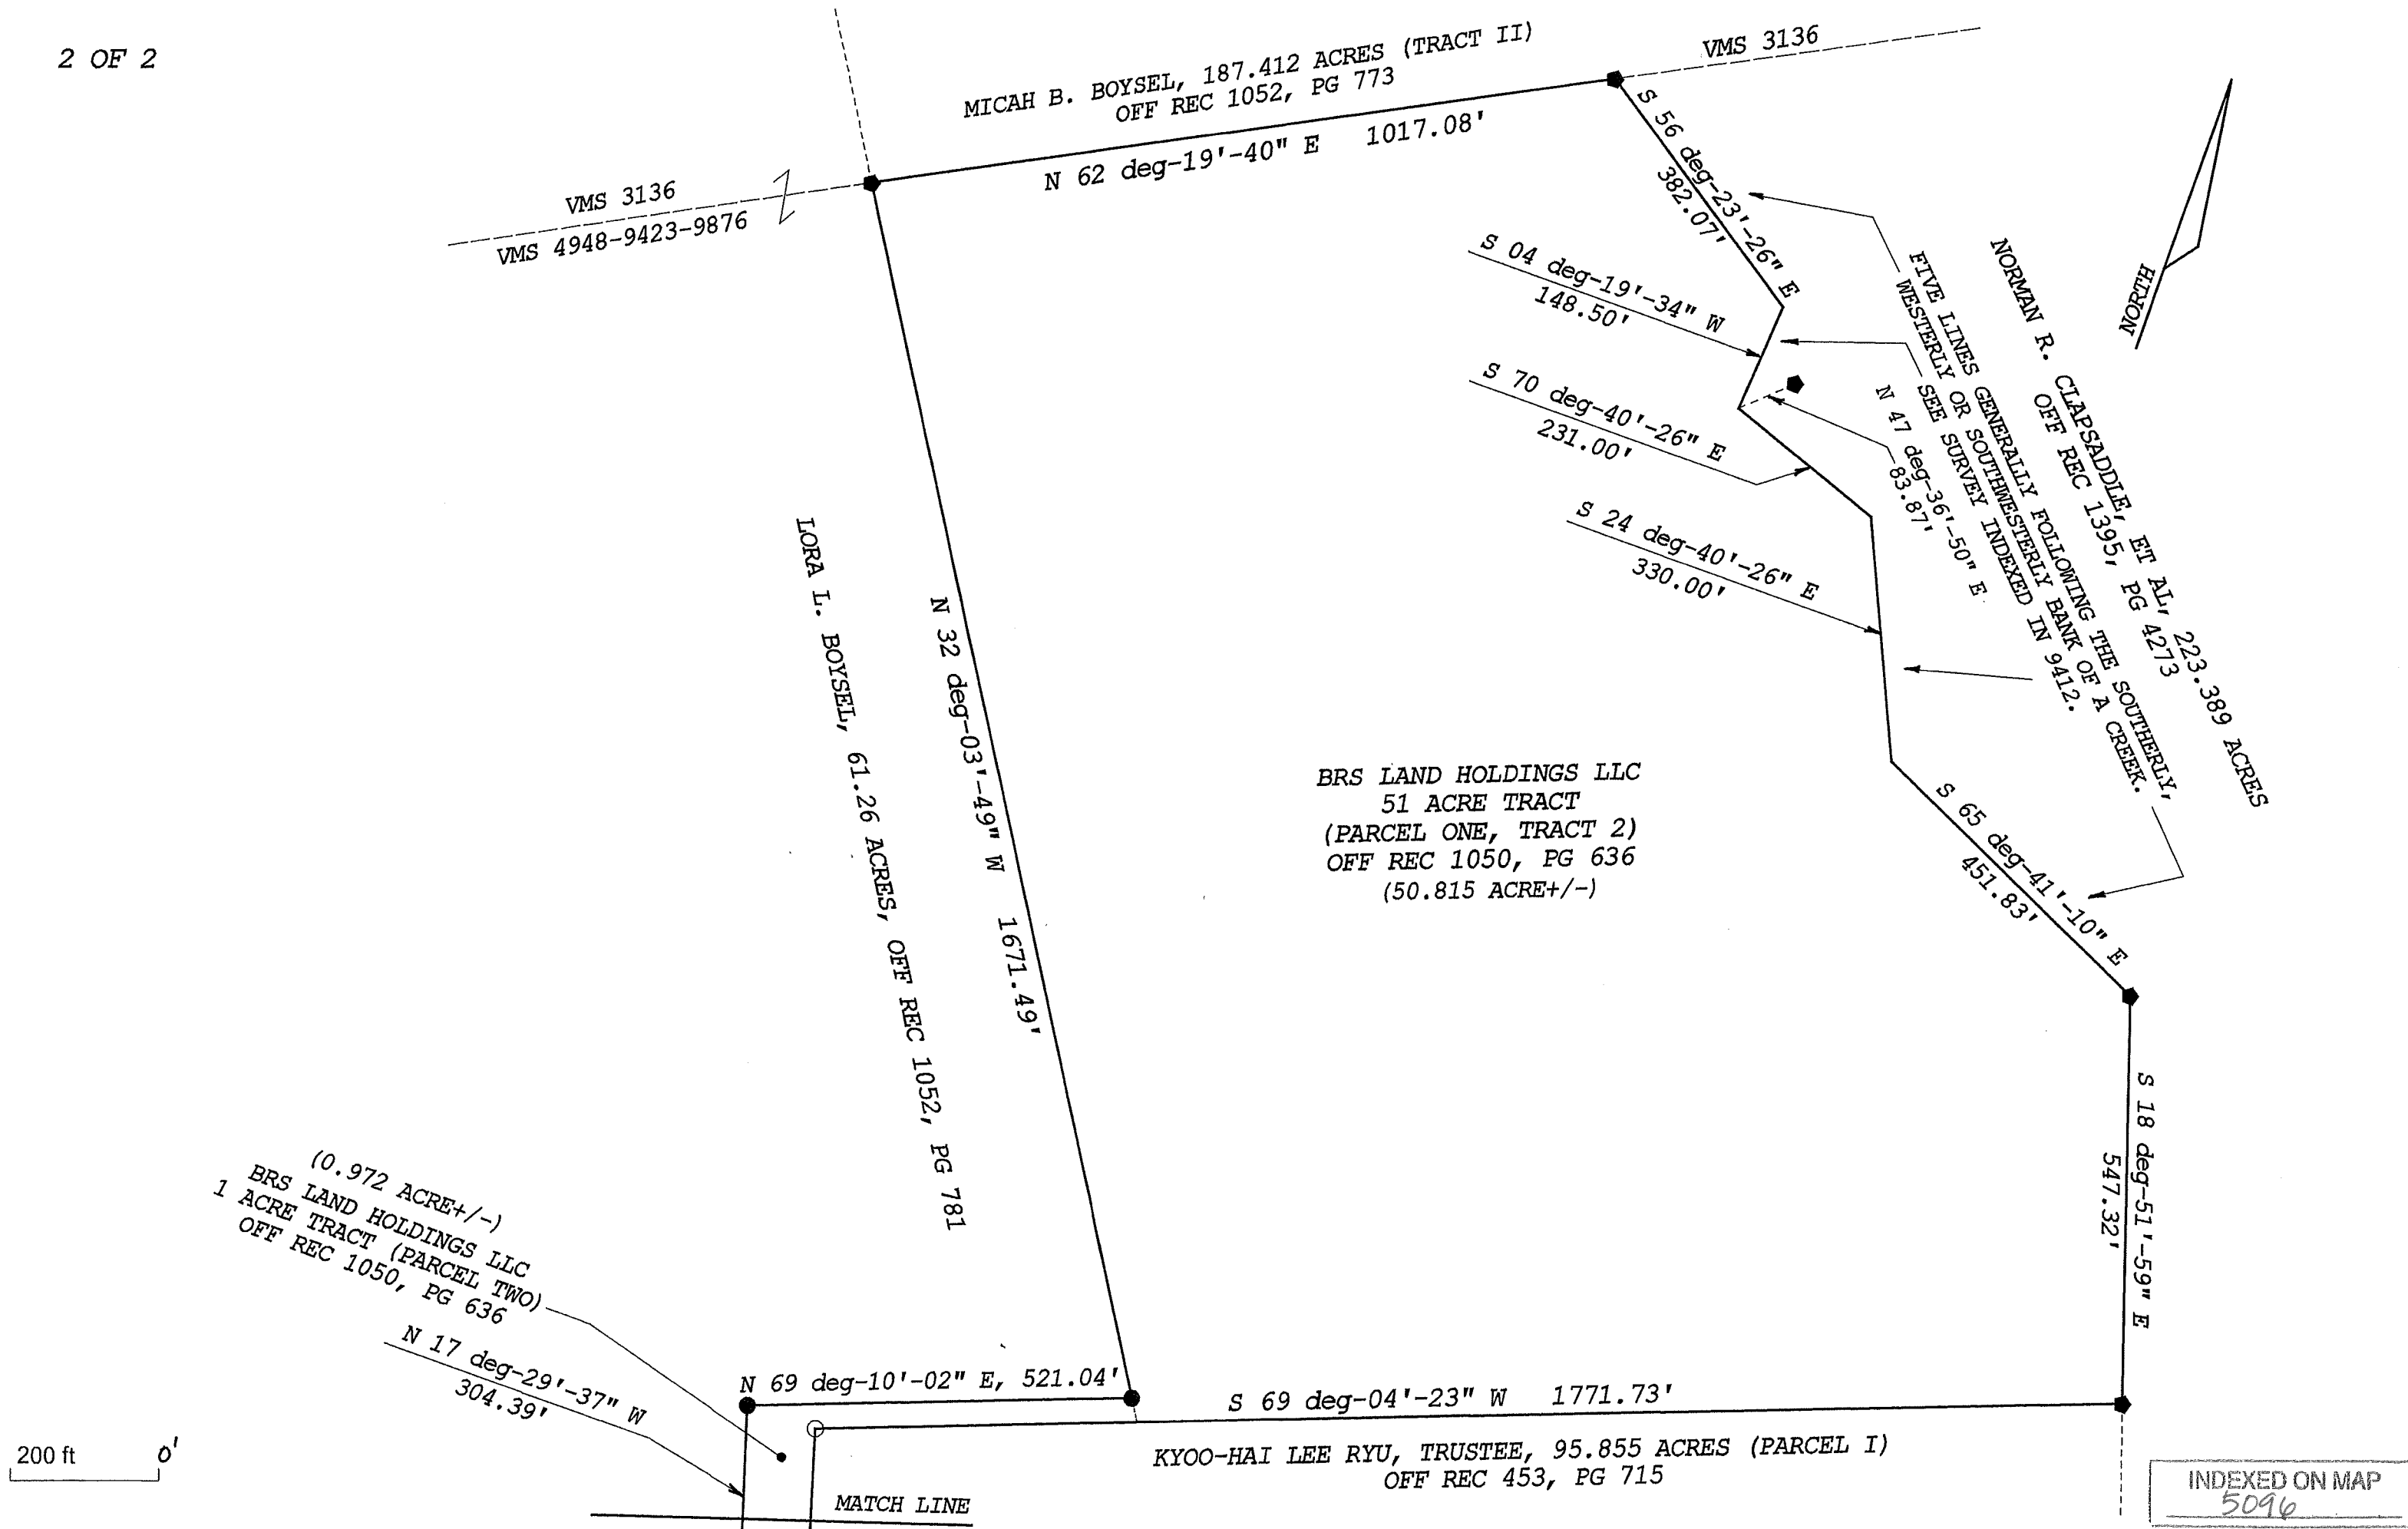 2 OF 2
MICAH B. BOYSEL, 187.412 ACRES (TRACT II)
OFF REC 1052, PG 773
VMS 3136
N 62 deg-19'-40" E 1017.08'
VMS 3136
VMS 4948-9423-9876
S 56 deg-23'-26" E
382.07'
S 04 deg-19'-34" W
148.50'
S 70 deg-40'-26" E
231.00'
S 24 deg-40'-26" E
330.00'
N 47 deg-36'-50" E
83.87'
FIVE LINES GENERALLY FOLLOWING THE SOUTHERLY,
WESTERLY OR SOUTHWESTERLY BANK OF A CREEK.
SEE SURVEY INDEXED IN 9412.
NORMAN R. CLAPSADDLE, ET AL, 223.389 ACRES
OFF REC 1395, PG 4273
NORTH
LORA L. BOYSEL, 61.26 ACRES, OFF REC 1052, PG 781
N 32 deg-03'-49" W 1671.49'
BRS LAND HOLDINGS LLC
51 ACRE TRACT
(PARCEL ONE, TRACT 2)
OFF REC 1050, PG 636
(50.815 ACRE+/-)
S 65 deg-41'-10" E
451.83'
S 18 deg-51'-59" E
547.32'
(0.972 ACRE+/-)
BRS LAND HOLDINGS LLC
1 ACRE TRACT (PARCEL TWO)
OFF REC 1050, PG 636
N 17 deg-29'-37" W
304.39'
N 69 deg-10'-02" E, 521.04'
S 69 deg-04'-23" W 1771.73'
KYOO-HAI LEE RYU, TRUSTEE, 95.855 ACRES (PARCEL I)
OFF REC 453, PG 715
200 ft 0'
MATCH LINE
INDEXED ON MAP
5096